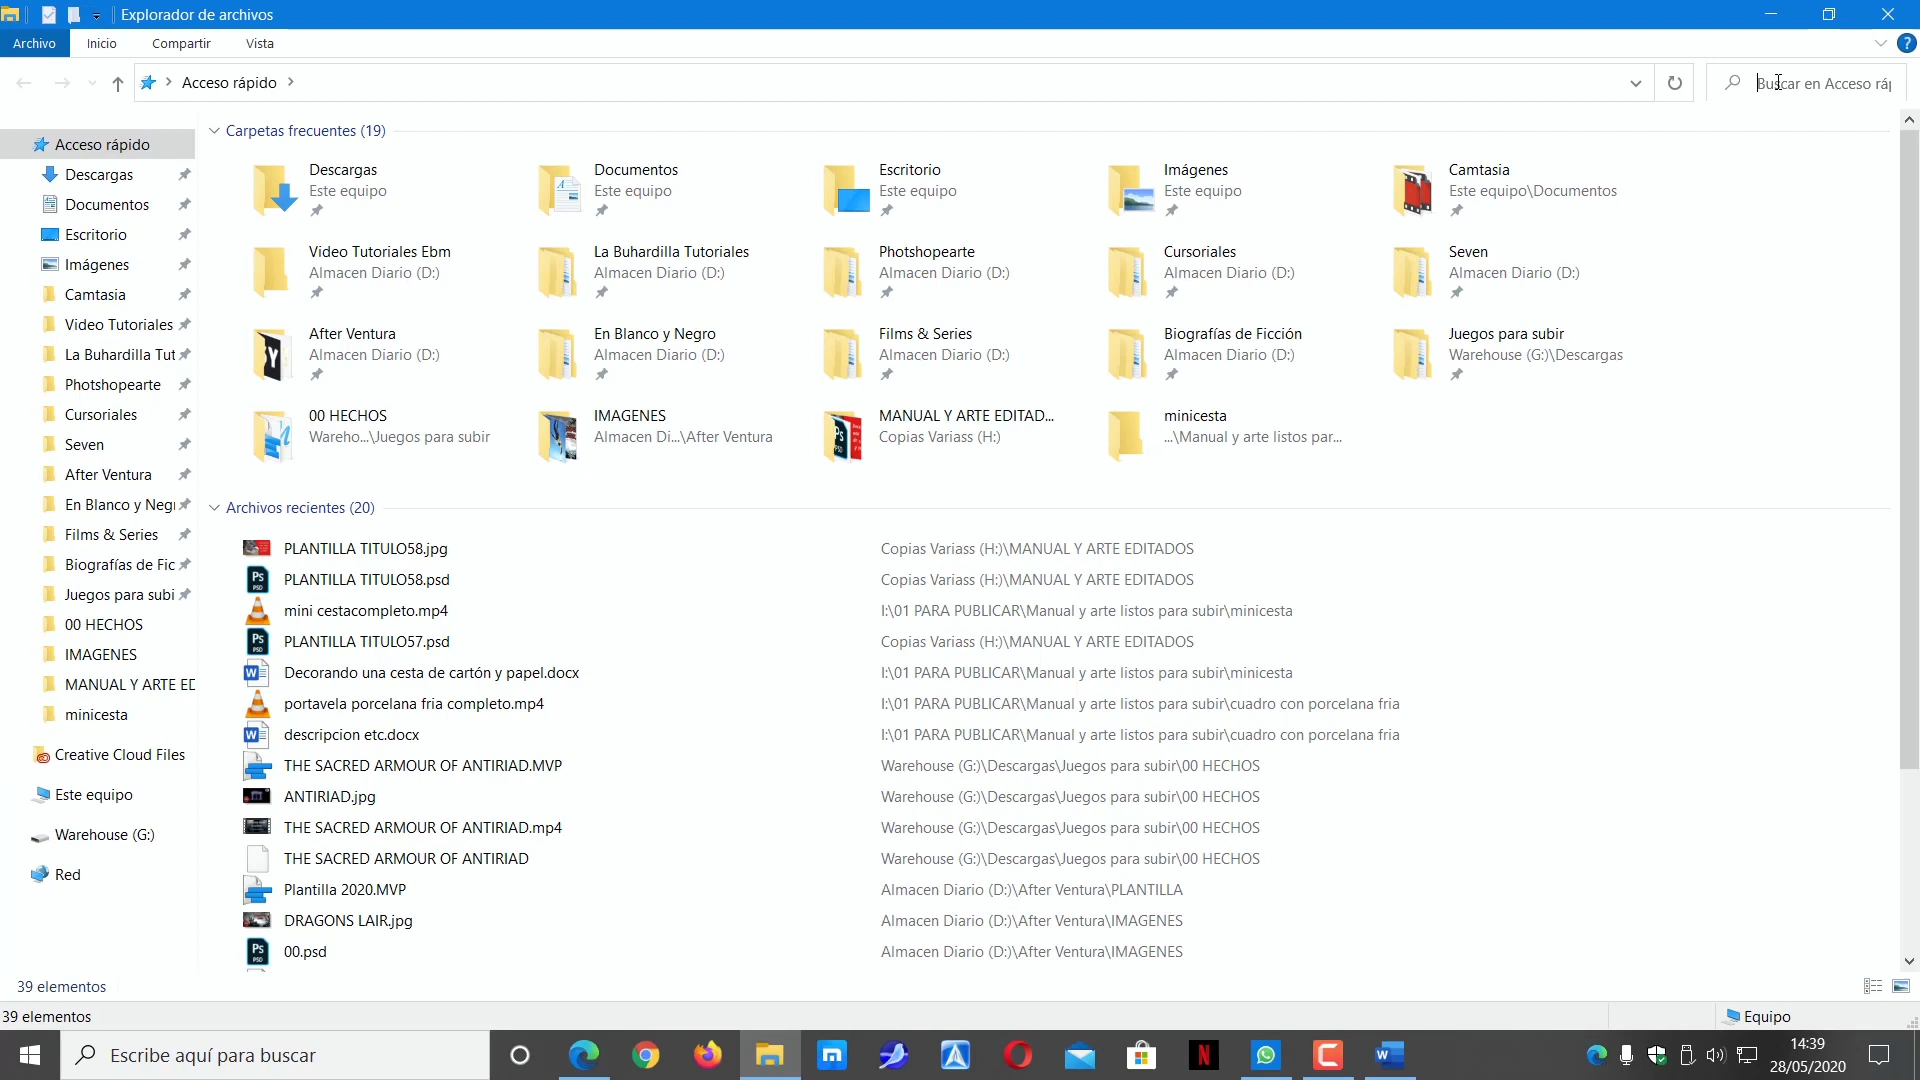 Explorador de archivos
Archivo Inicio Compartir Vista
Acceso rápido
Buscar en Acceso ráp
Acceso rápido
Descargas
Documentos
Escritorio
Imágenes
Camtasia
Video Tutoriales
La Buhardilla Tut
Photshopearte
Cursoriales
Seven
After Ventura
En Blanco y Neg
Films & Series
Biografías de Fic
Juegos para subi
00 HECHOS
IMAGENES
MANUAL Y ARTE ED
minicesta
Creative Cloud Files
Este equipo
Warehouse (G:)
Red
Carpetas frecuentes (19)
Descargas
Este equipo
Documentos
Este equipo
Escritorio
Este equipo
Imágenes
Este equipo
Camtasia
Este equipo\Documentos
Video Tutoriales Ebm
Almacen Diario (D:)
La Buhardilla Tutoriales
Almacen Diario (D:)
Photshopearte
Almacen Diario (D:)
Cursoriales
Almacen Diario (D:)
Seven
Almacen Diario (D:)
After Ventura
Almacen Diario (D:)
En Blanco y Negro
Almacen Diario (D:)
Films & Series
Almacen Diario (D:)
Biografías de Ficción
Almacen Diario (D:)
Juegos para subir
Warehouse (G:)\Descargas
00 HECHOS
Wareho...\Juegos para subir
IMAGENES
Almacen Di...\After Ventura
MANUAL Y ARTE EDITAD...
Copias Variass (H:)
minicesta
...\Manual y arte listos par...
Archivos recientes (20)
PLANTILLA TITULO58.jpg Copias Variass (H:)\MANUAL Y ARTE EDITADOS
PLANTILLA TITULO58.psd Copias Variass (H:)\MANUAL Y ARTE EDITADOS
mini cestacompleto.mp4 I:\01 PARA PUBLICAR\Manual y arte listos para subir\minicesta
PLANTILLA TITULO57.psd Copias Variass (H:)\MANUAL Y ARTE EDITADOS
Decorando una cesta de cartón y papel.docx I:\01 PARA PUBLICAR\Manual y arte listos para subir\minicesta
portavela porcelana fria completo.mp4 I:\01 PARA PUBLICAR\Manual y arte listos para subir\cuadro con porcelana fria
descripcion etc.docx I:\01 PARA PUBLICAR\Manual y arte listos para subir\cuadro con porcelana fria
THE SACRED ARMOUR OF ANTIRIAD.MVP Warehouse (G:)\Descargas\Juegos para subir\00 HECHOS
ANTIRIAD.jpg Warehouse (G:)\Descargas\Juegos para subir\00 HECHOS
THE SACRED ARMOUR OF ANTIRIAD.mp4 Warehouse (G:)\Descargas\Juegos para subir\00 HECHOS
THE SACRED ARMOUR OF ANTIRIAD Warehouse (G:)\Descargas\Juegos para subir\00 HECHOS
Plantilla 2020.MVP Almacen Diario (D:)\After Ventura\PLANTILLA
DRAGONS LAIR.jpg Almacen Diario (D:)\After Ventura\IMAGENES
00.psd Almacen Diario (D:)\After Ventura\IMAGENES
39 elementos
39 elementos
Equipo
Escribe aquí para buscar
14:39
28/05/2020